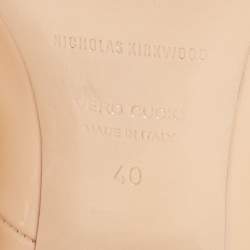 NICHOLAS KIRKWOOD
VERO CUOIO
MADE IN ITALY
40